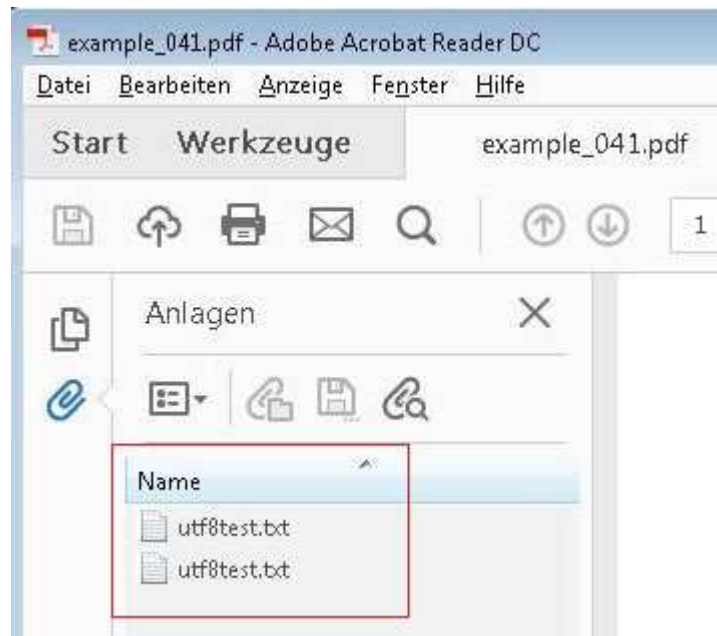 example_041.pdf - Adobe Acrobat Reader DC
Datei Bearbeiten Anzeige Fenster Hilfe
Start Werkzeuge example_041.pdf
1
Anlagen
Name
utf8test.txt
utf8test.txt